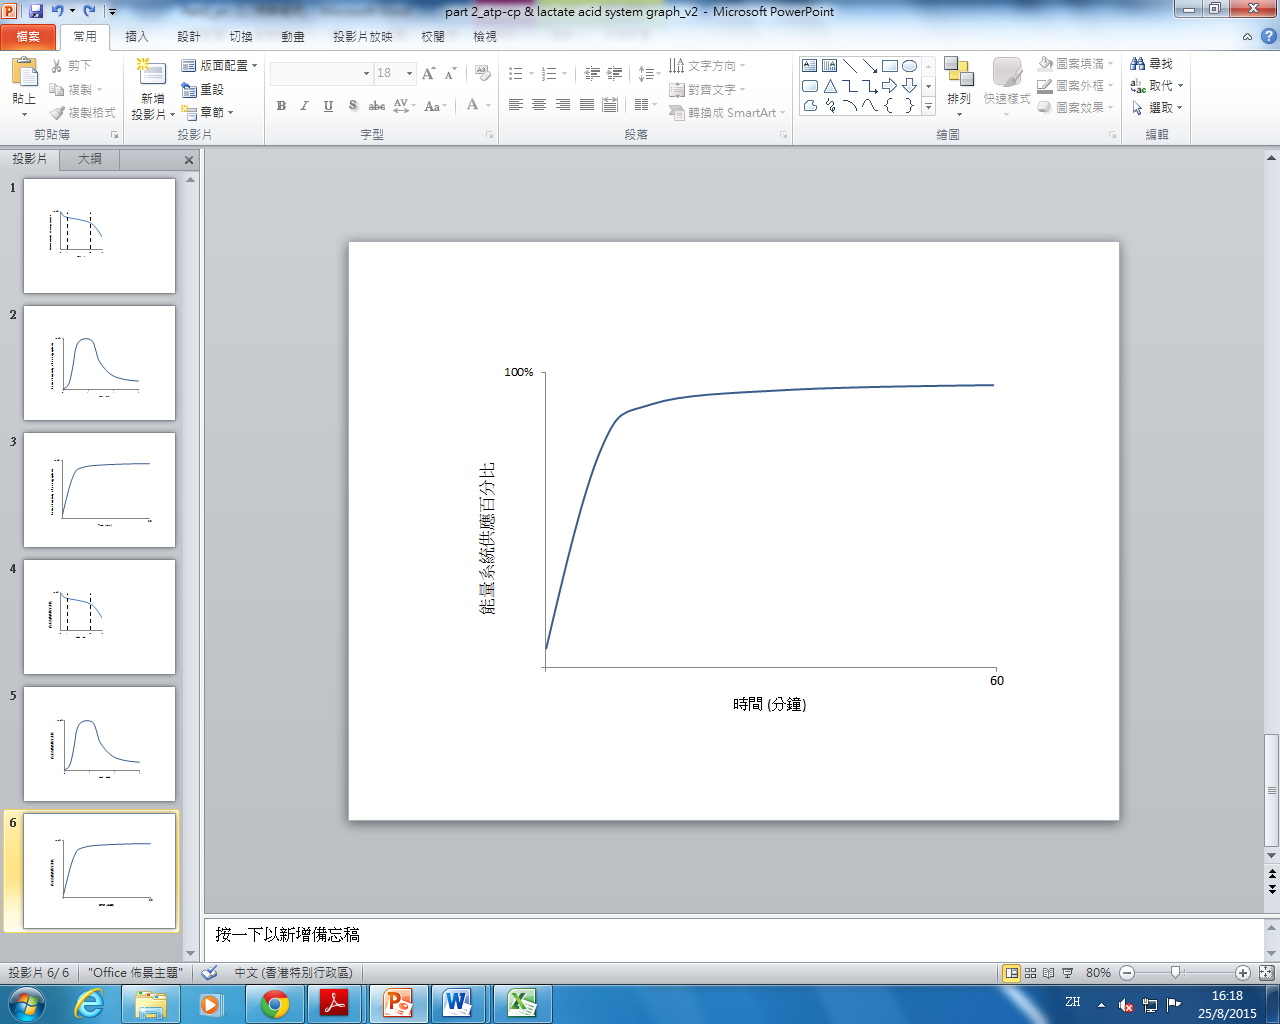 part 2_atp-cp & lactate acid system graph_v2 - Microsoft PowerPoint
檔案 常用 插入 設計 切換 動畫 投影片放映 校閱 檢視
貼上 剪下 複製 複製格式 剪貼簿
新增投影片 版面配置 重設 章節 投影片
18 B I U S abc AV Aa A 字型
文字方向 對齊文字 轉換成 SmartArt 段落
排列 快速樣式 圖案填滿 圖案外框 圖案效果 繪圖
尋找 取代 選取 編輯
投影片 大綱
1
2
3
4
5
6
100%
能量系統供應百分比
60
時間 (分鐘)
按一下以新增備忘稿
投影片 6/ 6 "Office 佈景主題" 中文 (香港特別行政區) 80%
ZH 16:18
25/8/2015